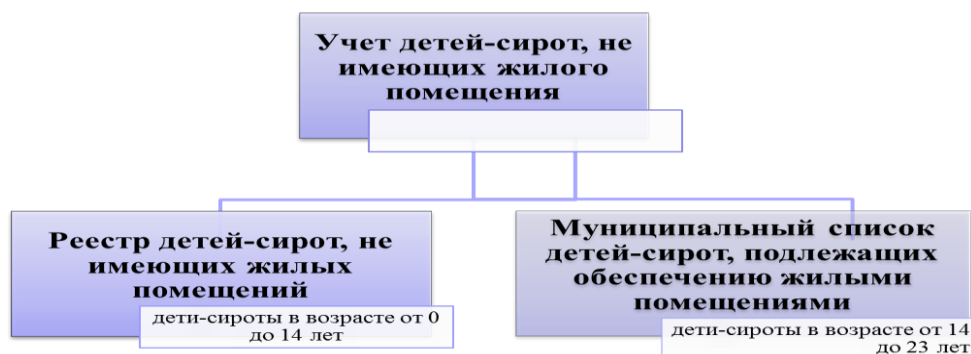 Учет детей-сирот, не
имеющих жилого
помещения
Реестр детей-сирот, не
имеющих жилых
помещений
дети-сироты в возрасте от 0
до 14 лет
Муниципальный список
детей-сирот, подлежащих
обеспечению жилыми
помещениями
дети-сироты в возрасте от 14
до 23 лет